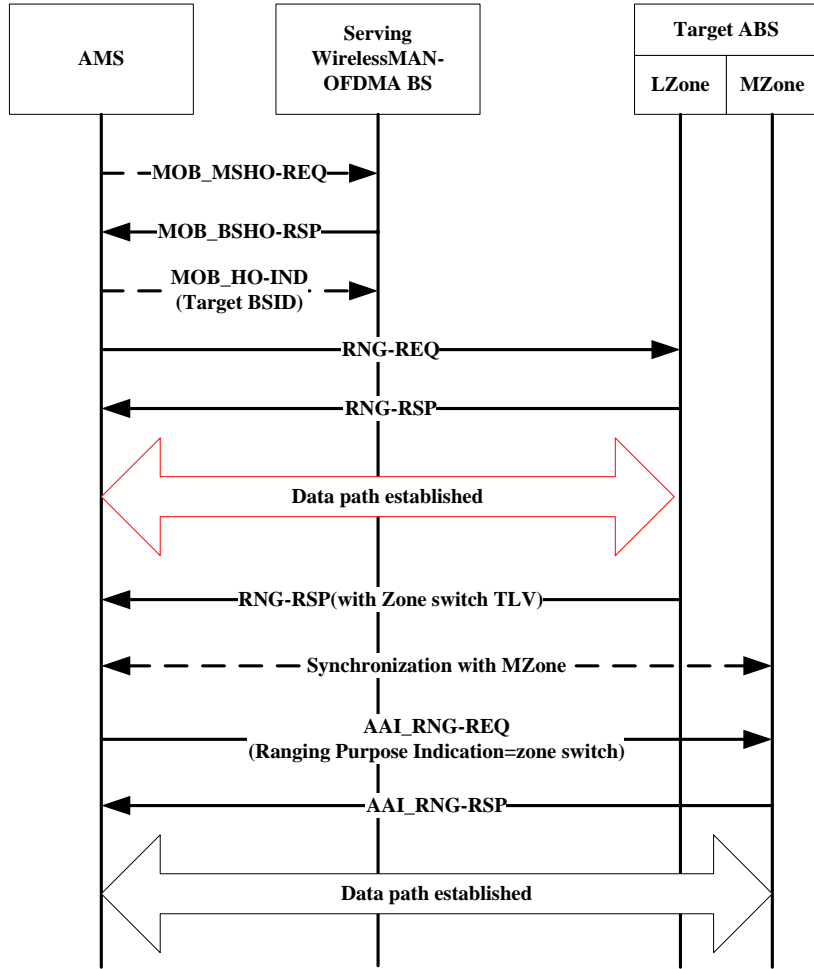 AMS
Serving
WirelessMAN-
OFDMA BS
Target ABS
LZone
MZone
MOB_MSHO-REQ
MOB_BSHO-RSP
MOB_HO-IND
(Target BSID)
RNG-REQ
RNG-RSP
Data path established
RNG-RSP(with Zone switch TLV)
Synchronization with MZone
AAI_RNG-REQ
(Ranging Purpose Indication=zone switch)
AAI_RNG-RSP
Data path established